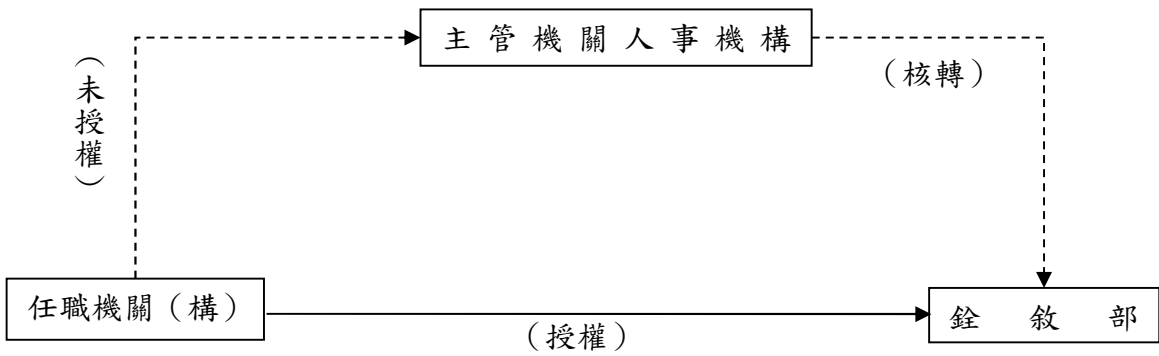 主管機關人事機構
（核轉）
（未授權）
任職機關（構）
（授權）
銓敘部